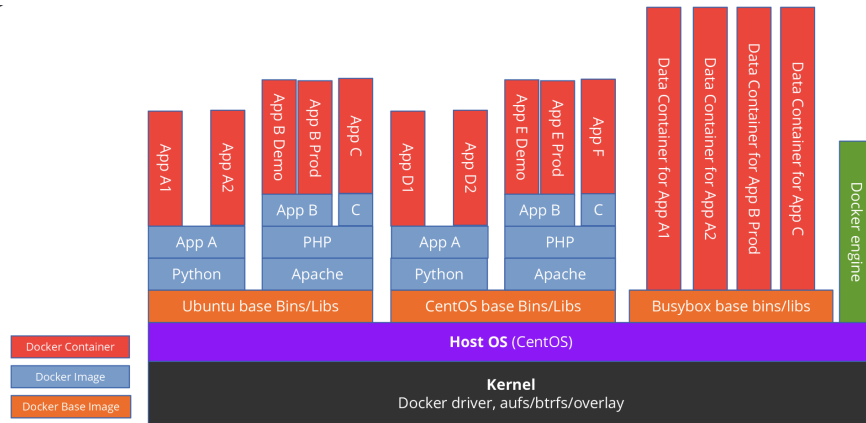 App A1
App A2
App B Demo
App B Prod
App C
App D1
App D2
App E Demo
App E Prod
App F
Data Container for App A1
Data Container for App A2
Data Container for App B Prod
Data Container for App C
Docker engine
App B
C
App B
C
App A
PHP
App A
PHP
Python
Apache
Python
Apache
Ubuntu base Bins/Libs
CentOS base Bins/Libs
Busybox base bins/libs
Host OS (CentOS)
Kernel
Docker driver, aufs/btrfs/overlay
Docker Container
Docker Image
Docker Base Image